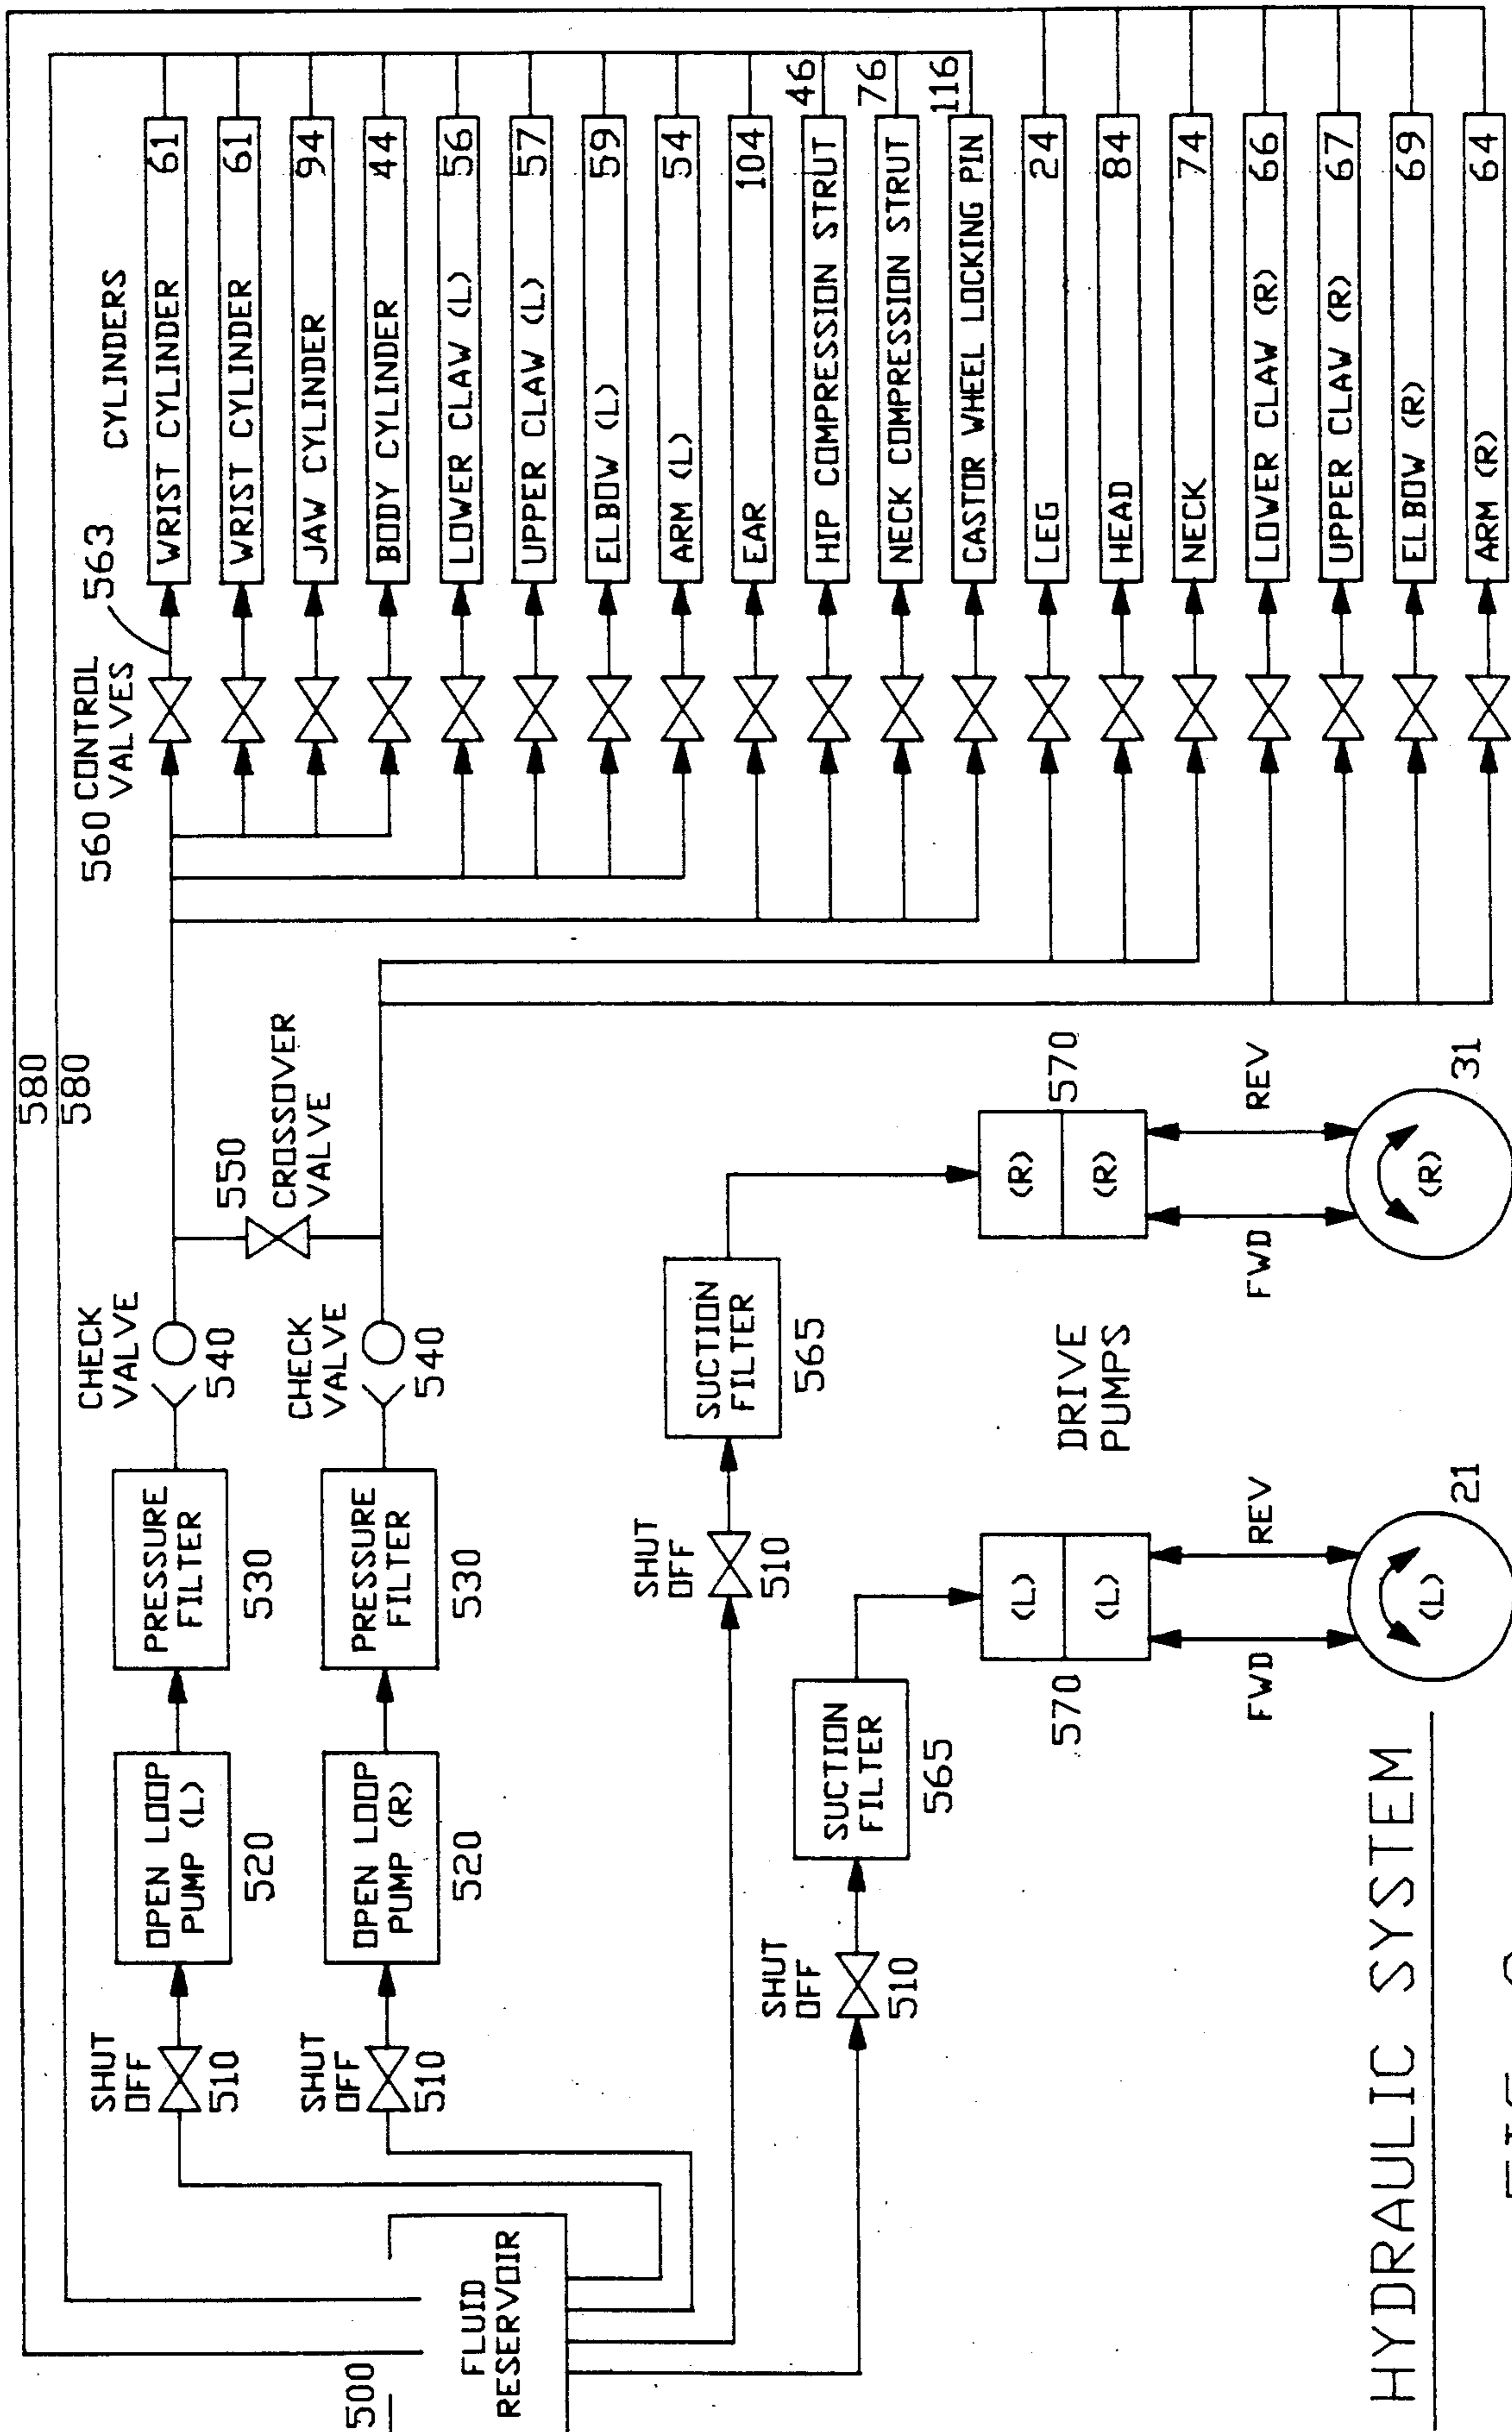 580
580
500
FLUID
RESERVOIR
SHUT
OFF
510
OPEN LOOP
PUMP (L)
520
PRESSURE
FILTER
530
CHECK
VALVE
540
SHUT
OFF
510
OPEN LOOP
PUMP (R)
520
PRESSURE
FILTER
530
CHECK
VALVE
540
550
CROSSOVER
VALVE
560 CONTROL
VALVES
563
CYLINDERS
WRIST CYLINDER 61
WRIST CYLINDER 61
JAW CYLINDER 94
BODY CYLINDER 44
LOWER CLAW (L) 56
UPPER CLAW (L) 57
ELBOW (L) 59
ARM (L) 54
EAR 104
HIP COMPRESSION STRUT 46
NECK COMPRESSION STRUT 76
CASTOR WHEEL LOCKING PIN 116
LEG 24
HEAD 84
NECK 74
LOWER CLAW (R) 66
UPPER CLAW (R) 67
ELBOW (R) 69
ARM (R) 64
SHUT
OFF
510
SUCTION
FILTER
565
SHUT
OFF
510
SUCTION
FILTER
565
(L)
(L)
570
FWD
REV
(L)
21
DRIVE
PUMPS
(R)
(R)
570
FWD
REV
(R)
31
HYDRAULIC SYSTEM